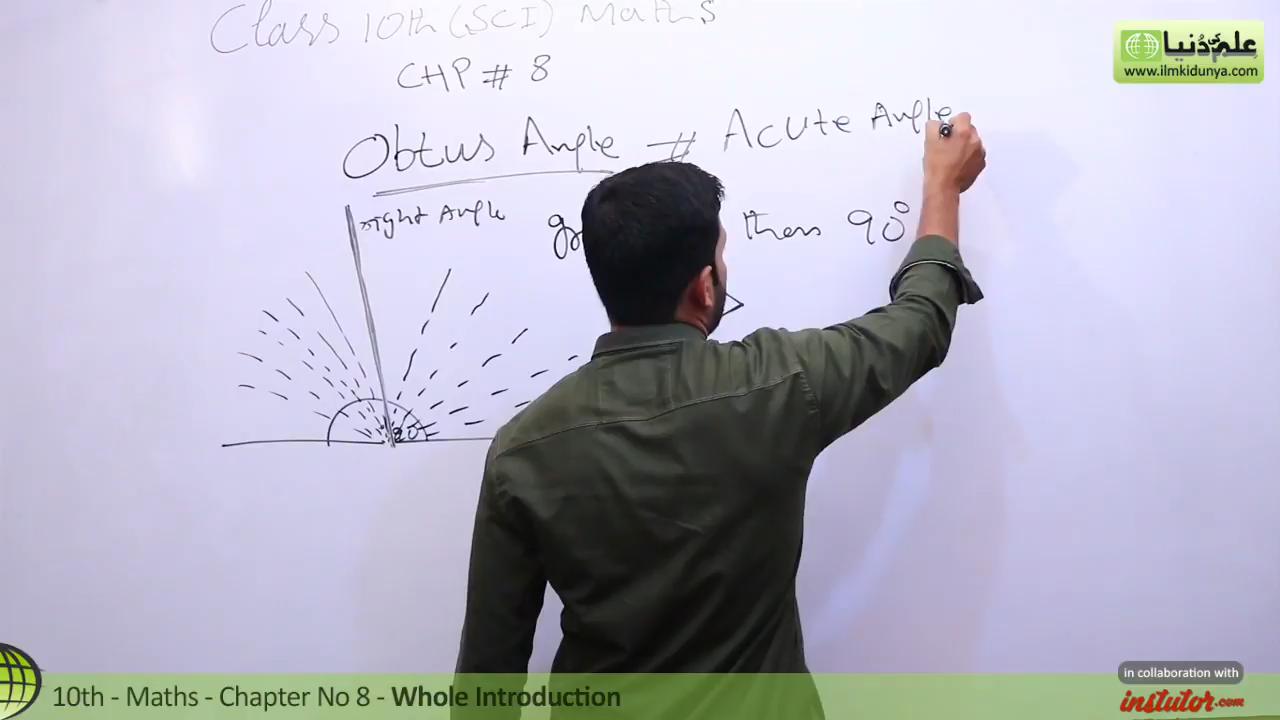 Class 10th (SCI) Maths
CHP # 8
Obtus Angle # Acute Angle
right Angle
then 90°
علم کی دُنیا
www.ilmkidunya.com
10th - Maths - Chapter No 8 - Whole Introduction
in collaboration with
instutor.com